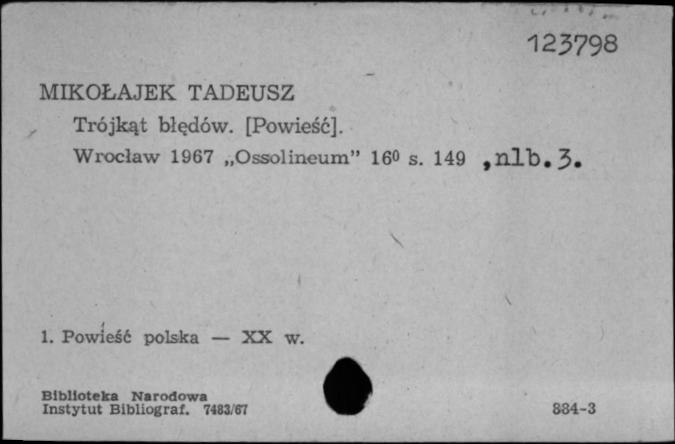 123798
MIKOŁAJEK TADEUSZ
Trójkąt błędów. [Powieść].
Wrocław 1967 „Ossolineum” 16⁰ s. 149 ,nlb.3.
1. Powieść polska — XX w.
Biblioteka Narodowa
Instytut Bibliograf. 7483/67
884-3